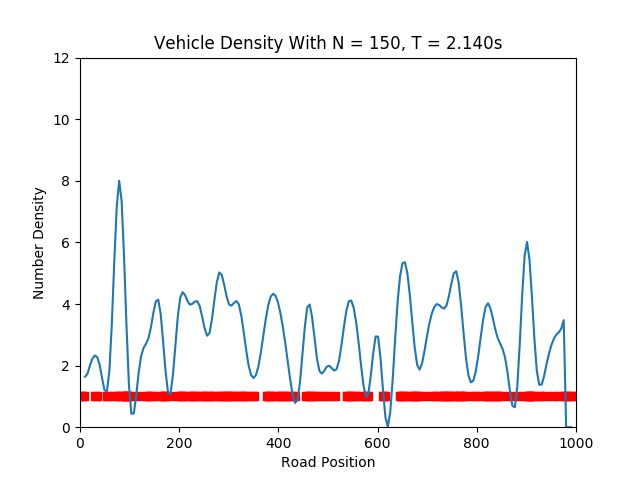 Vehicle Density With N = 150, T = 2.140s
12
10
8
6
4
2
0
Number Density
0 200 400 600 800 1000
Road Position